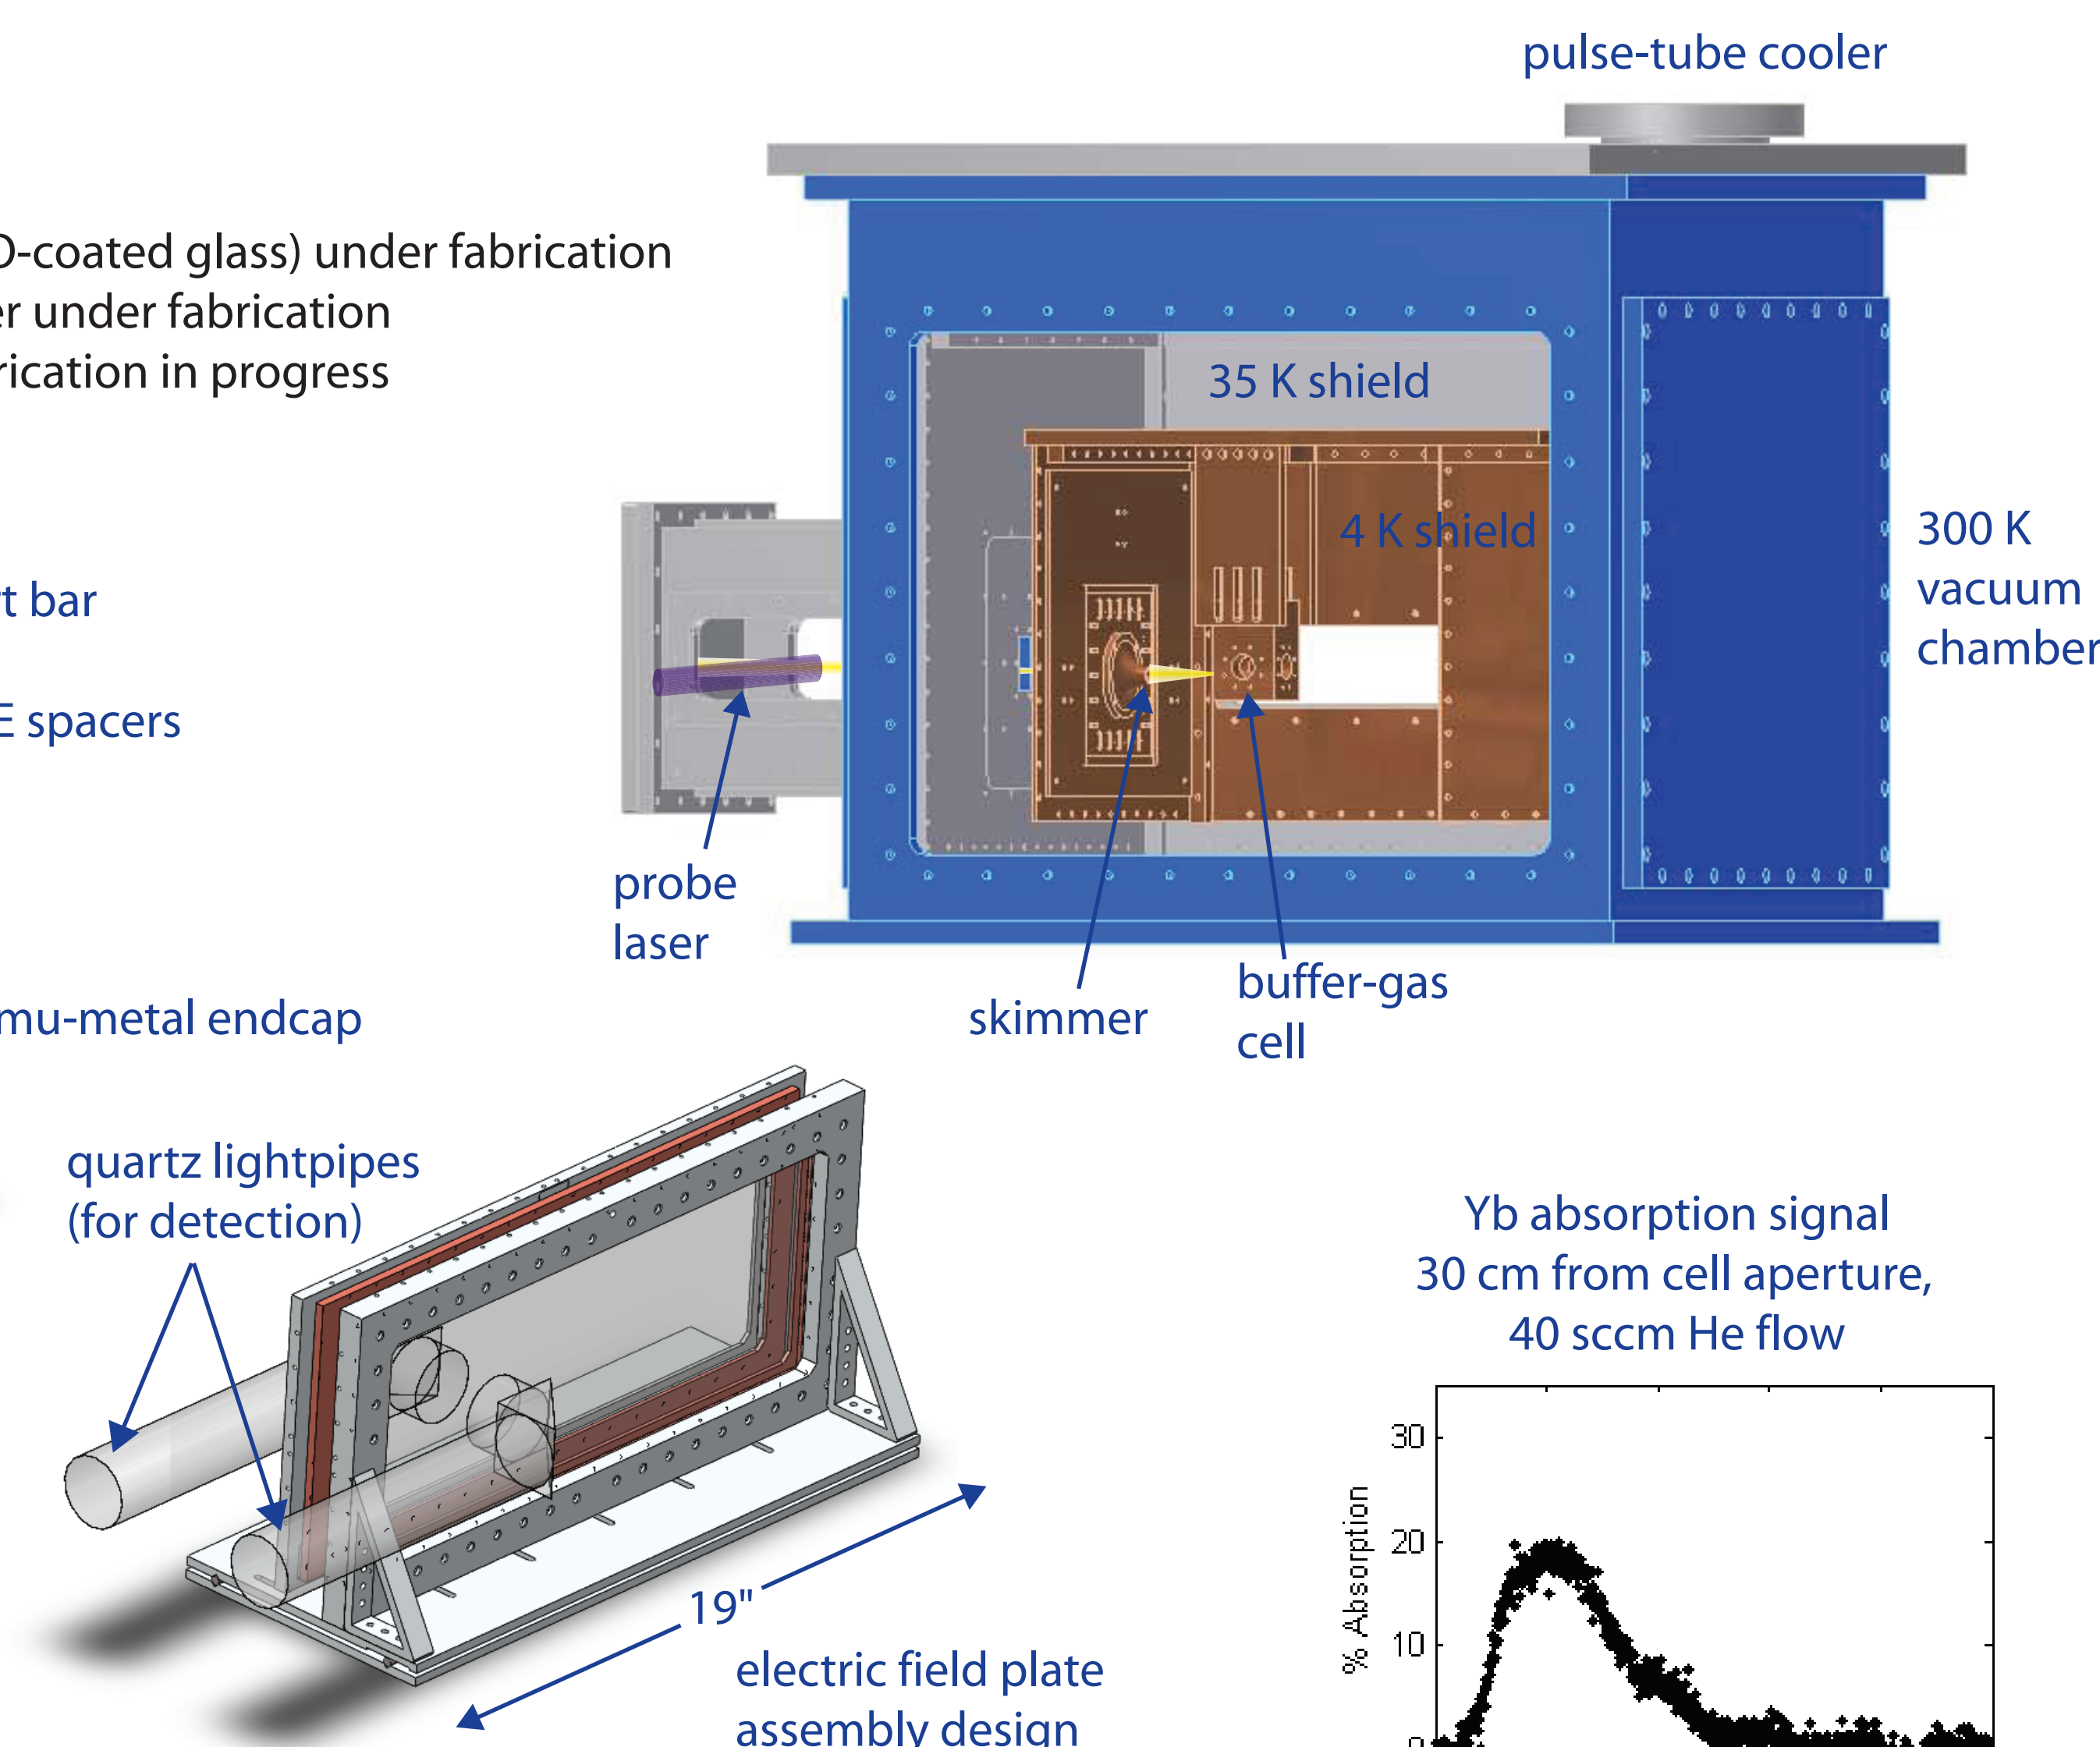 pulse-tube cooler
-coated glass) under fabrication
under fabrication
in progress
35 K shield
4 K shield
300 K
vacuum
chamber
bar
spacers
probe
laser
skimmer
buffer-gas
cell
mu-metal endcap
quartz lightpipes
(for detection)
19"
electric field plate
assembly design
Yb absorption signal
30 cm from cell aperture,
40 sccm He flow
30
20
10
0
% Absorption